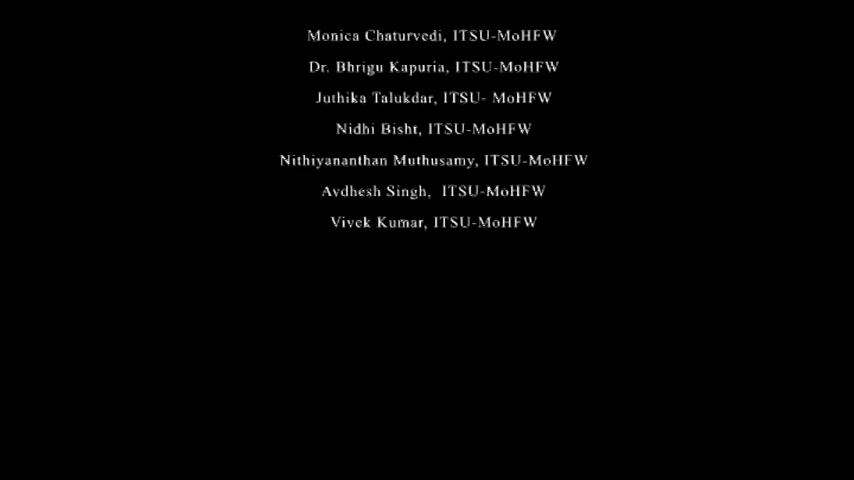 Monica Chaturvedi, ITSU-MoHFW
Dr. Bhrigu Kapuria, ITSU-MoHFW
Juthika Talukdar, ITSU- MoHFW
Nidhi Bisht, ITSU-MoHFW
Nithiyananthan Muthusamy, ITSU-MoHFW
Avdhesh Singh, ITSU-MoHFW
Vivek Kumar, ITSU-MoHFW